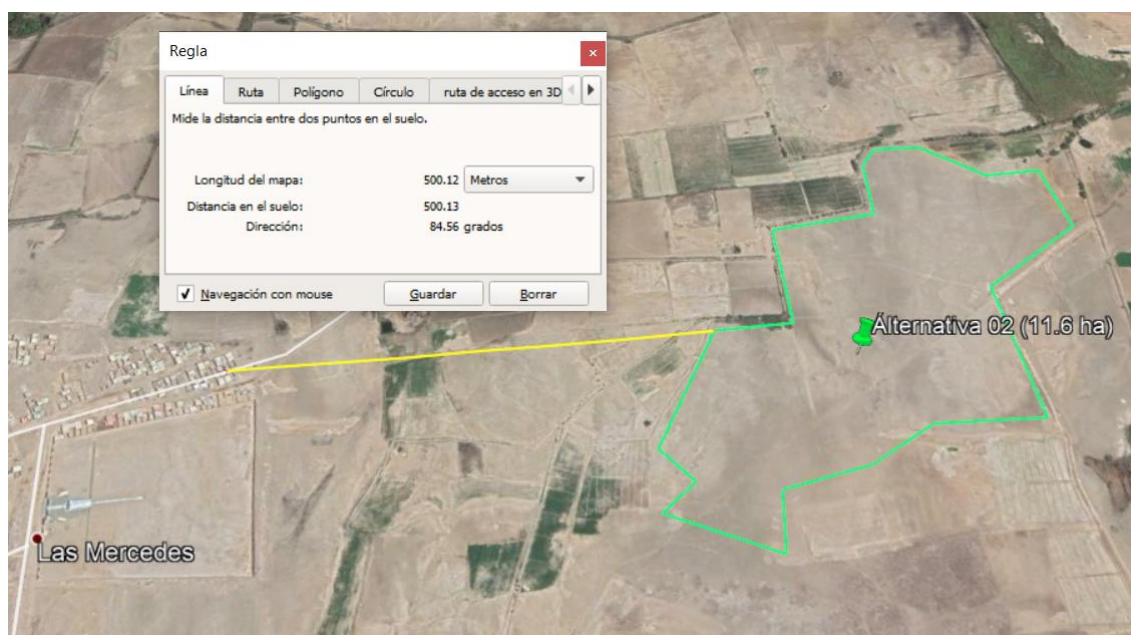 Regla
Línea Ruta Polígono Círculo ruta de acceso en 3D
Mide la distancia entre dos puntos en el suelo.
Longitud del mapa: 500.12 Metros
Distancia en el suelo: 500.13
Dirección: 84.56 grados
Navegación con mouse Guardar Borrar
Álternativa 02 (11.6 ha)
Las Mercedes